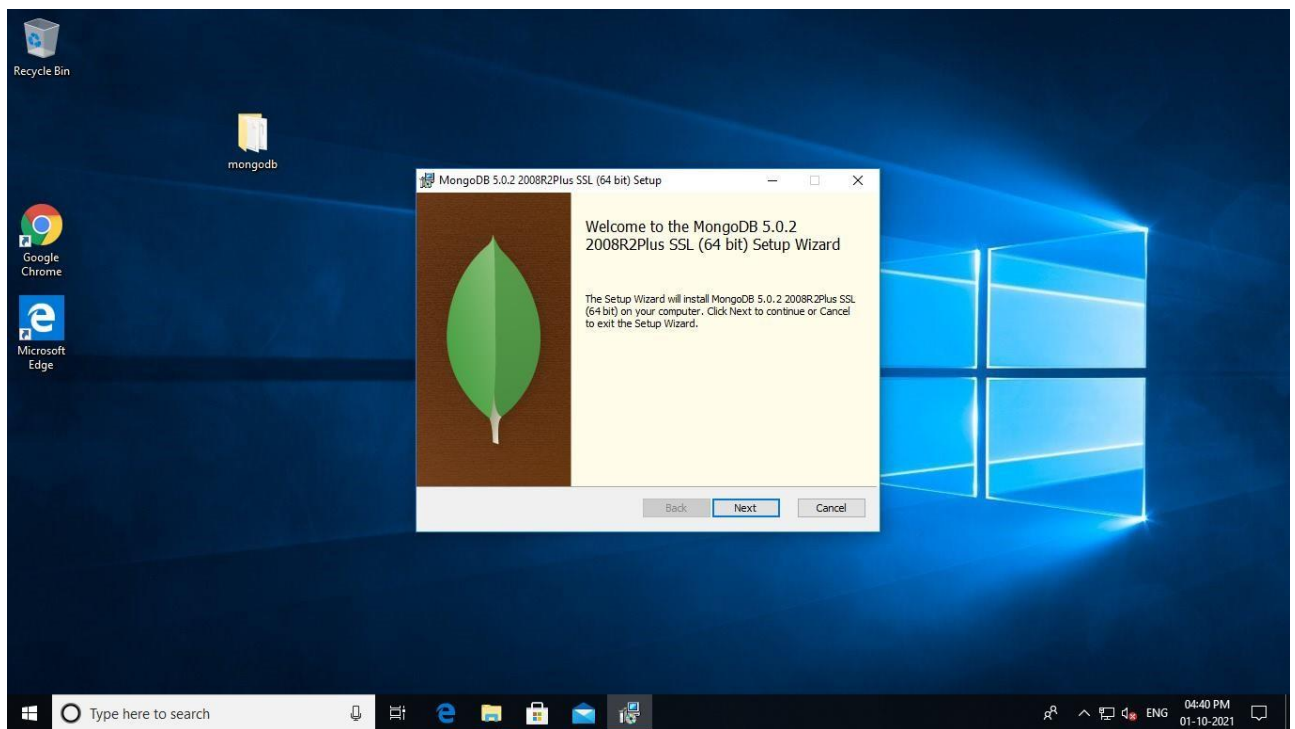 Recycle Bin
mongodb
Google
Chrome
Microsoft
Edge
MongoDB 5.0.2 2008R2Plus SSL (64 bit) Setup
Welcome to the MongoDB 5.0.2
2008R2Plus SSL (64 bit) Setup Wizard
The Setup Wizard will install MongoDB 5.0.2 2008R2Plus SSL
(64 bit) on your computer. Click Next to continue or Cancel
to exit the Setup Wizard.
Back Next Cancel
Type here to search
ENG
04:40 PM
01-10-2021